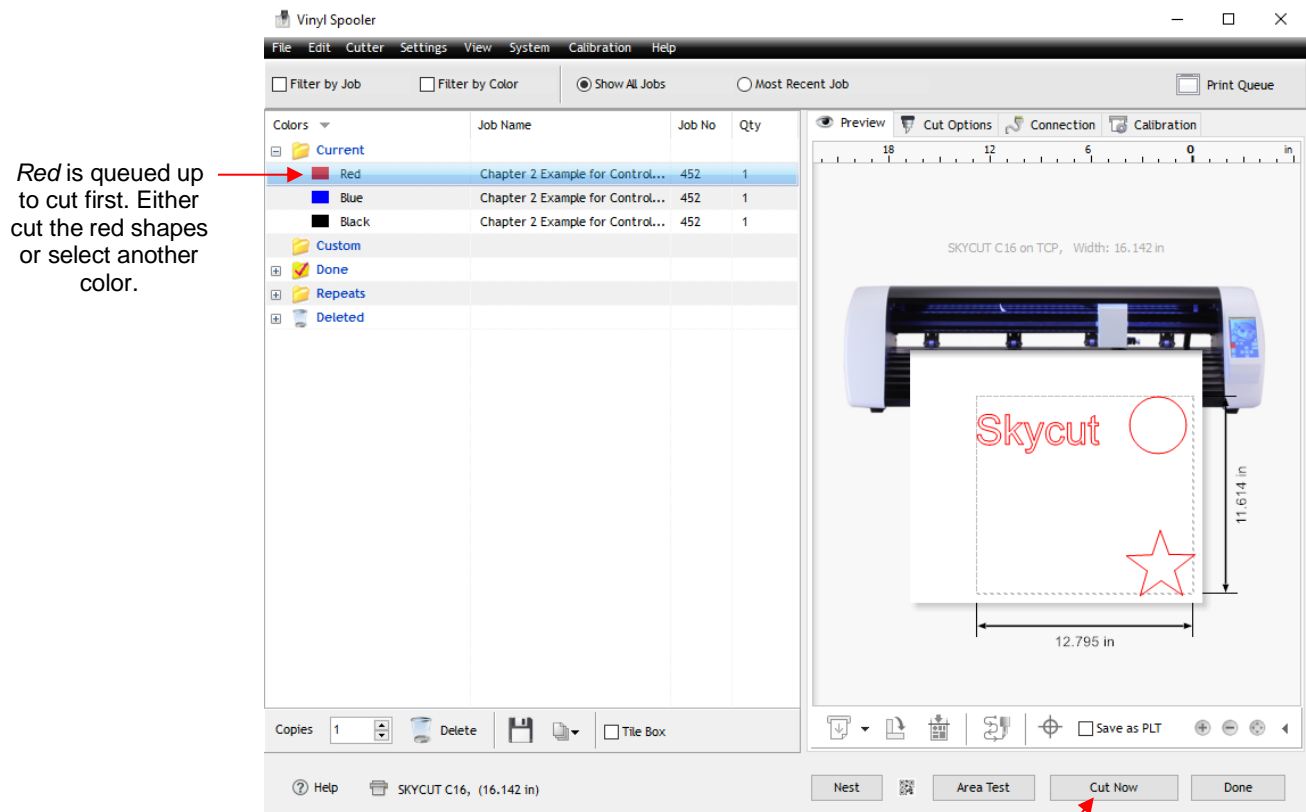 Vinyl Spooler
File Edit Cutter Settings View System Calibration Help
Filter by Job Filter by Color Show All Jobs Most Recent Job Print Queue
Red is queued up
to cut first. Either
cut the red shapes
or select another
color.
Colors Job Name Job No Qty
Current
Red Chapter 2 Example for Control... 452 1
Blue Chapter 2 Example for Control... 452 1
Black Chapter 2 Example for Control... 452 1
Custom
Done
Repeats
Deleted
Preview Cut Options Connection Calibration
18 12 6 0 in
SKYCUT C16 on TCP, Width: 16.142 in
Skycut
11.614 in
12.795 in
Copies 1 Delete Tile Box
Save as PLT
Help SKYCUT C16, (16.142 in)
Nest Area Test Cut Now Done